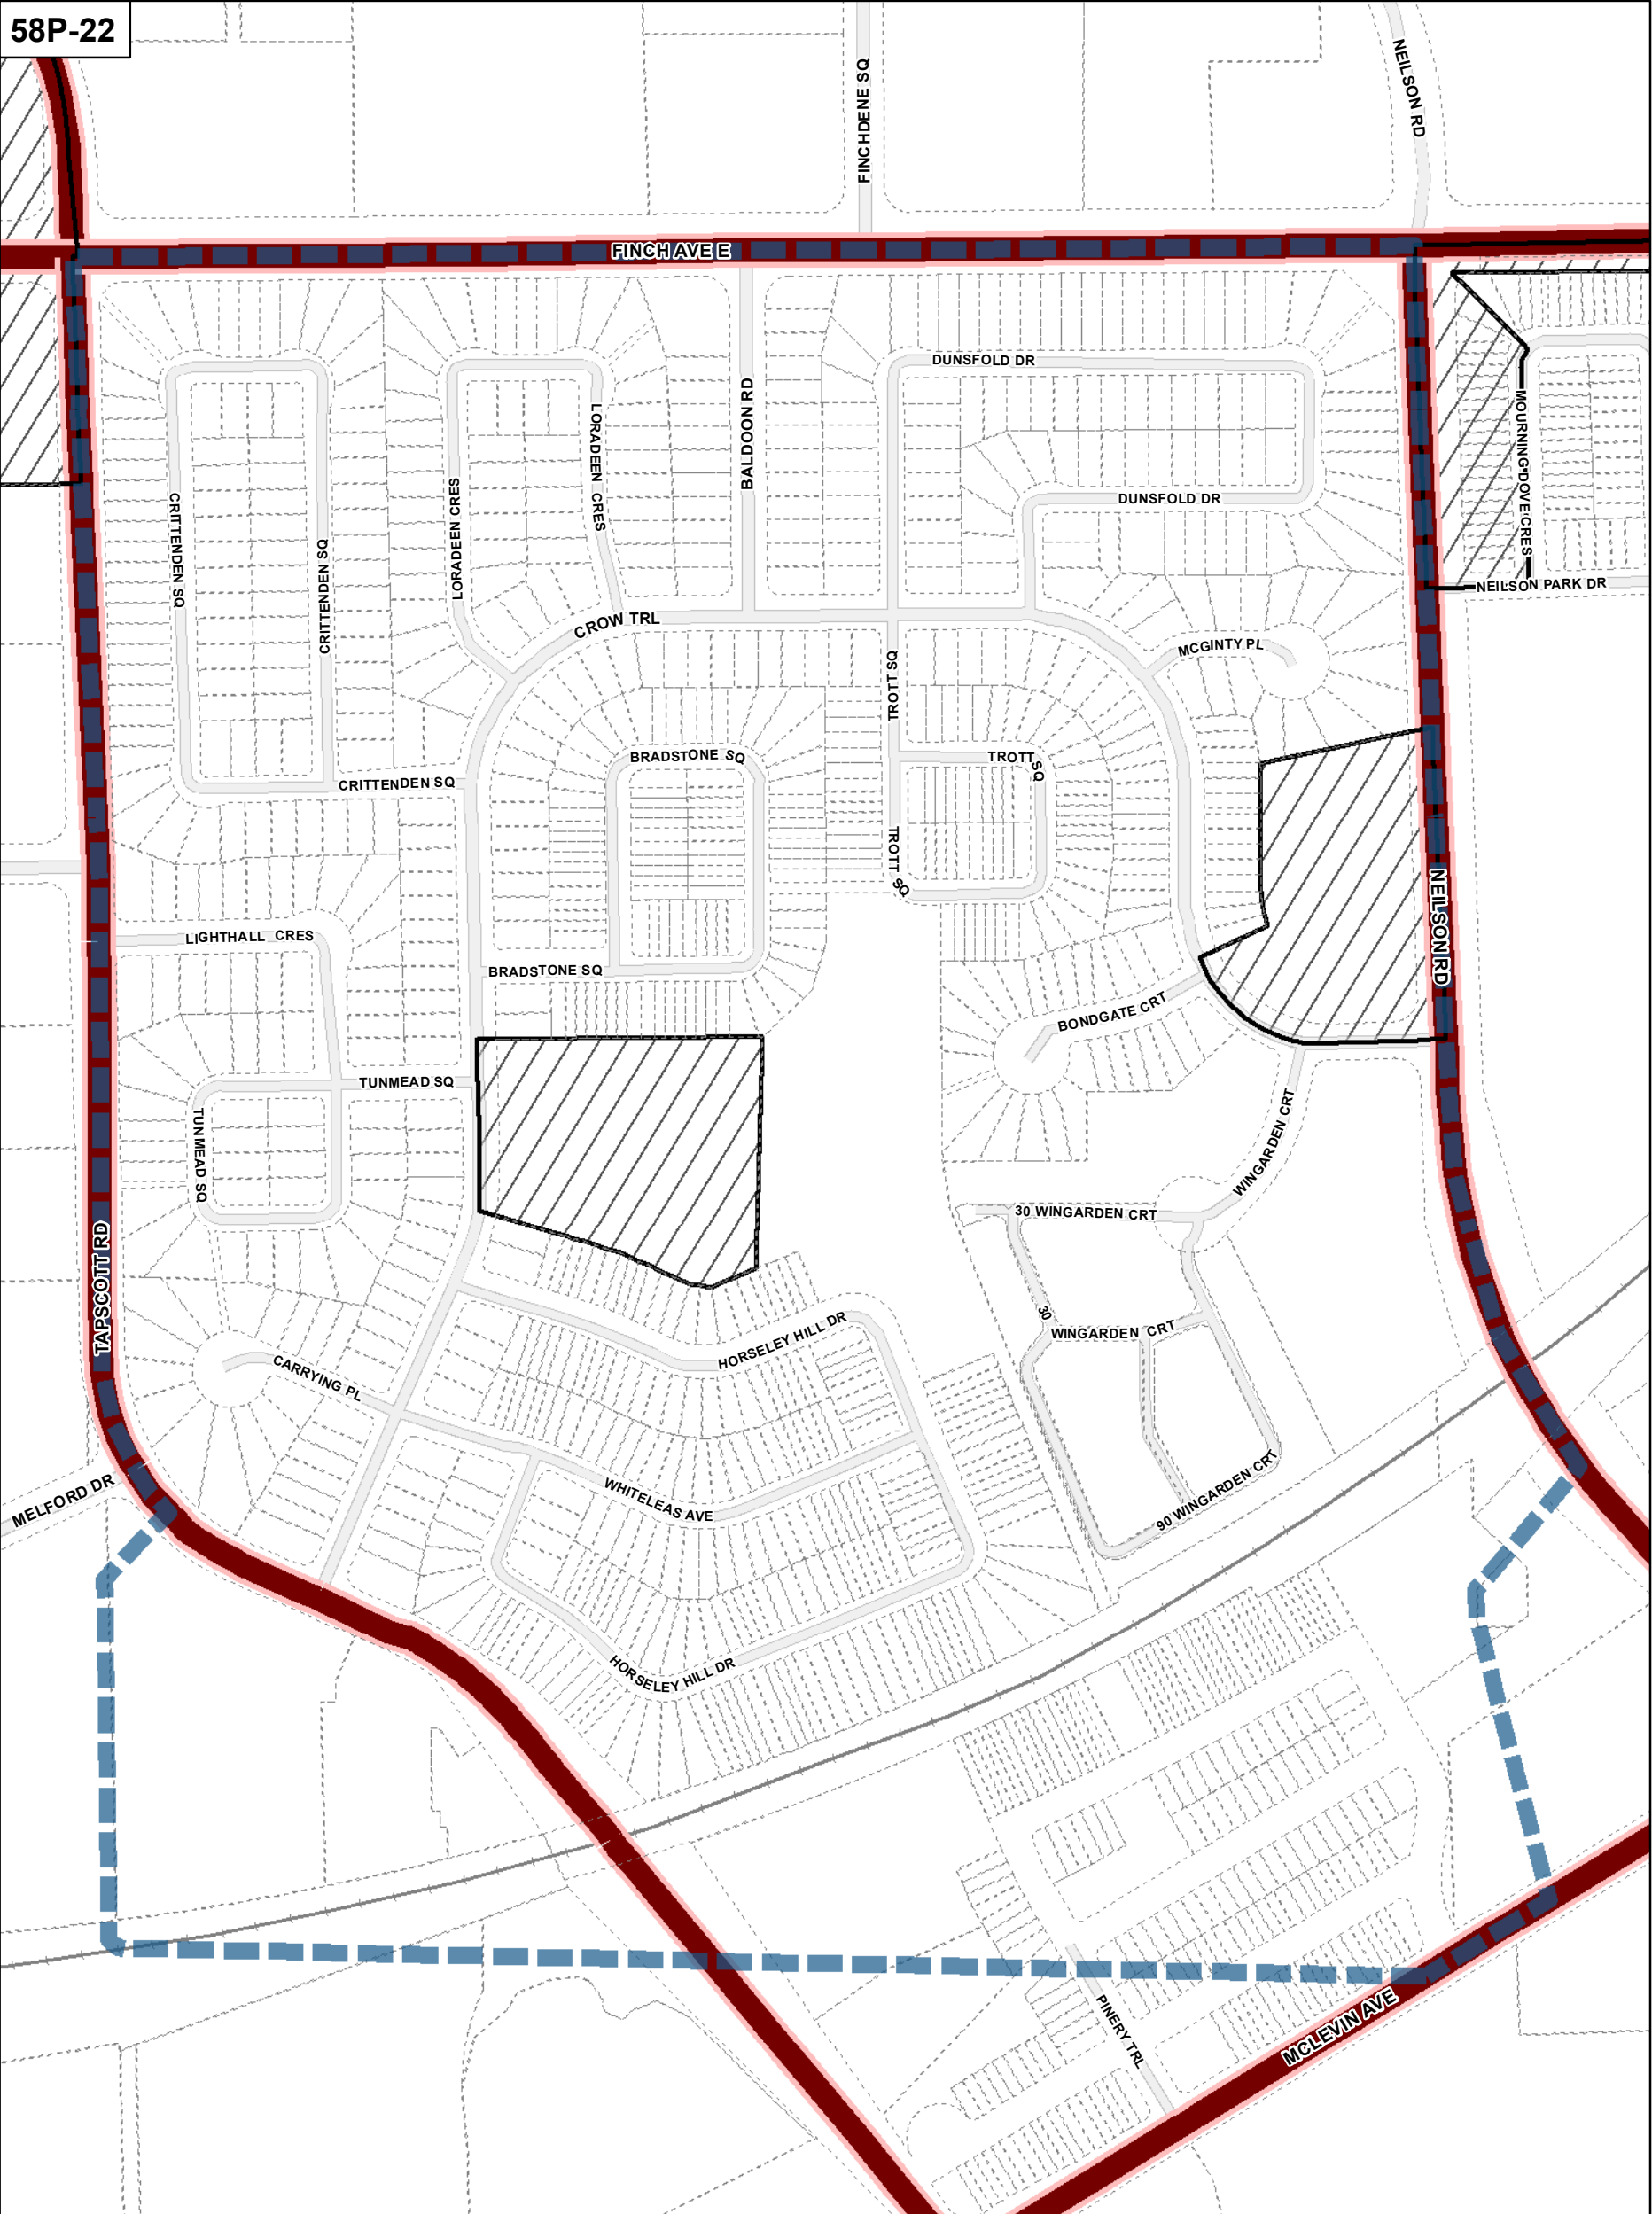 58P-22
FINCHDENE SQ
NEILSON RD
FINCH AVE E
DUNSFOLD DR
BALDOON RD
LORADEEN CRES
MOURNING DOVE CRES
LORADEEN CRES
CRITTENDEN SQ
DUNSFOLD DR
CRITTENDEN SQ
NEILSON PARK DR
CROW TRL
MCGINTY PL
TROTT SQ
BRADSTONE SQ
TROTT SQ
CRITTENDEN SQ
TROTT SQ
NEILSON RD
LIGHTHALL CRES
BRADSTONE SQ
BONDGATE CRT
TUNMEAD SQ
TUNMEAD SQ
WINGARDEN CRT
30 WINGARDEN CRT
TAPSCOTT RD
30 WINGARDEN CRT
HORSELEY HILL DR
CARRYING PL
MELFORD DR
WHITELEAS AVE
90 WINGARDEN CRT
HORSELEY HILL DR
PINERY TRL
MCLEVIN AVE